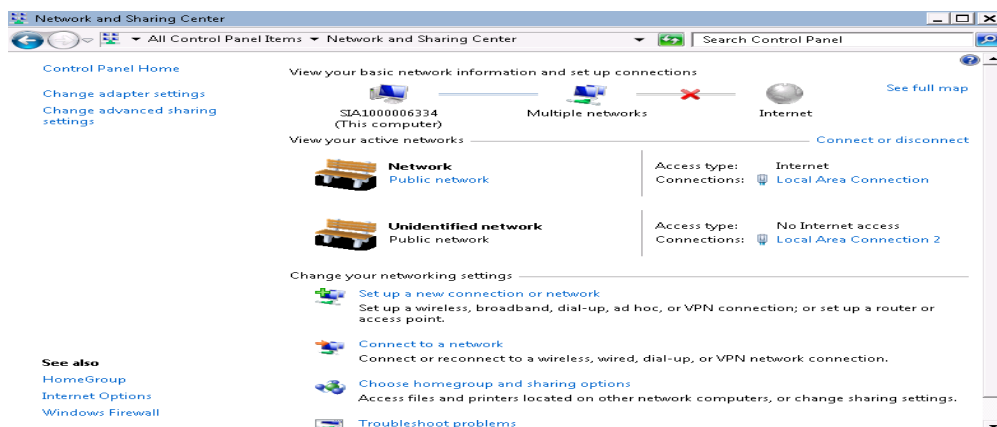 Network and Sharing Center
All Control Panel Items Network and Sharing Center
Search Control Panel
Control Panel Home
Change adapter settings
Change advanced sharing
settings
View your basic network information and set up connections
See full map
SIA1000006334
(This computer)
Multiple networks
Internet
View your active networks
Connect or disconnect
Network
Public network
Access type: Internet
Connections: Local Area Connection
Unidentified network
Public network
Access type: No Internet access
Connections: Local Area Connection 2
Change your networking settings
Set up a new connection or network
Set up a wireless, broadband, dial-up, ad hoc, or VPN connection; or set up a router or
access point.
Connect to a network
Connect or reconnect to a wireless, wired, dial-up, or VPN network connection.
Choose homegroup and sharing options
Access files and printers located on other network computers, or change sharing settings.
Troubleshoot problems
See also
HomeGroup
Internet Options
Windows Firewall